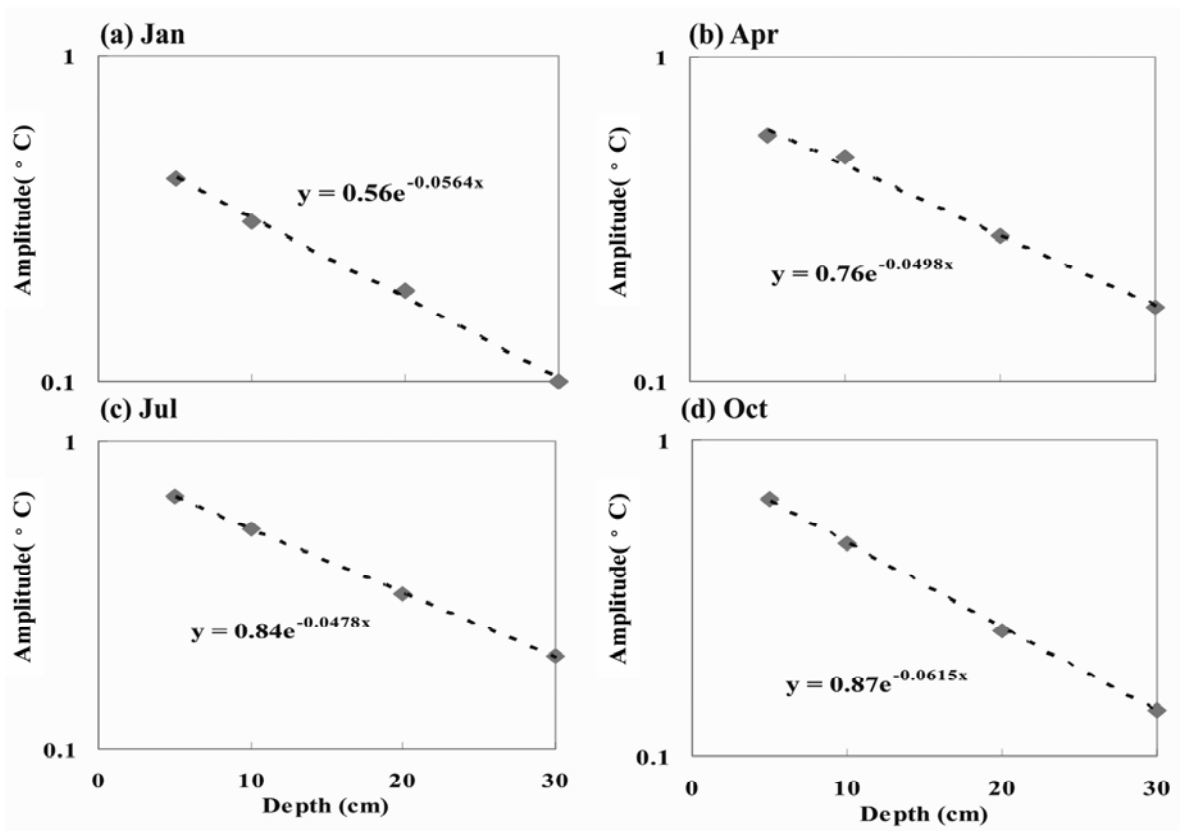 (a) Jan
1
Amplitude( ° C)
y = 0.56e^-0.0564x
0.1
(b) Apr
1
Amplitude( ° C)
y = 0.76e^-0.0498x
0.1
(c) Jul
1
Amplitude( ° C)
y = 0.84e^-0.0478x
0.1
0 10 20 30
Depth (cm)
(d) Oct
1
Amplitude( ° C)
y = 0.87e^-0.0615x
0.1
0 10 20 30
Depth (cm)